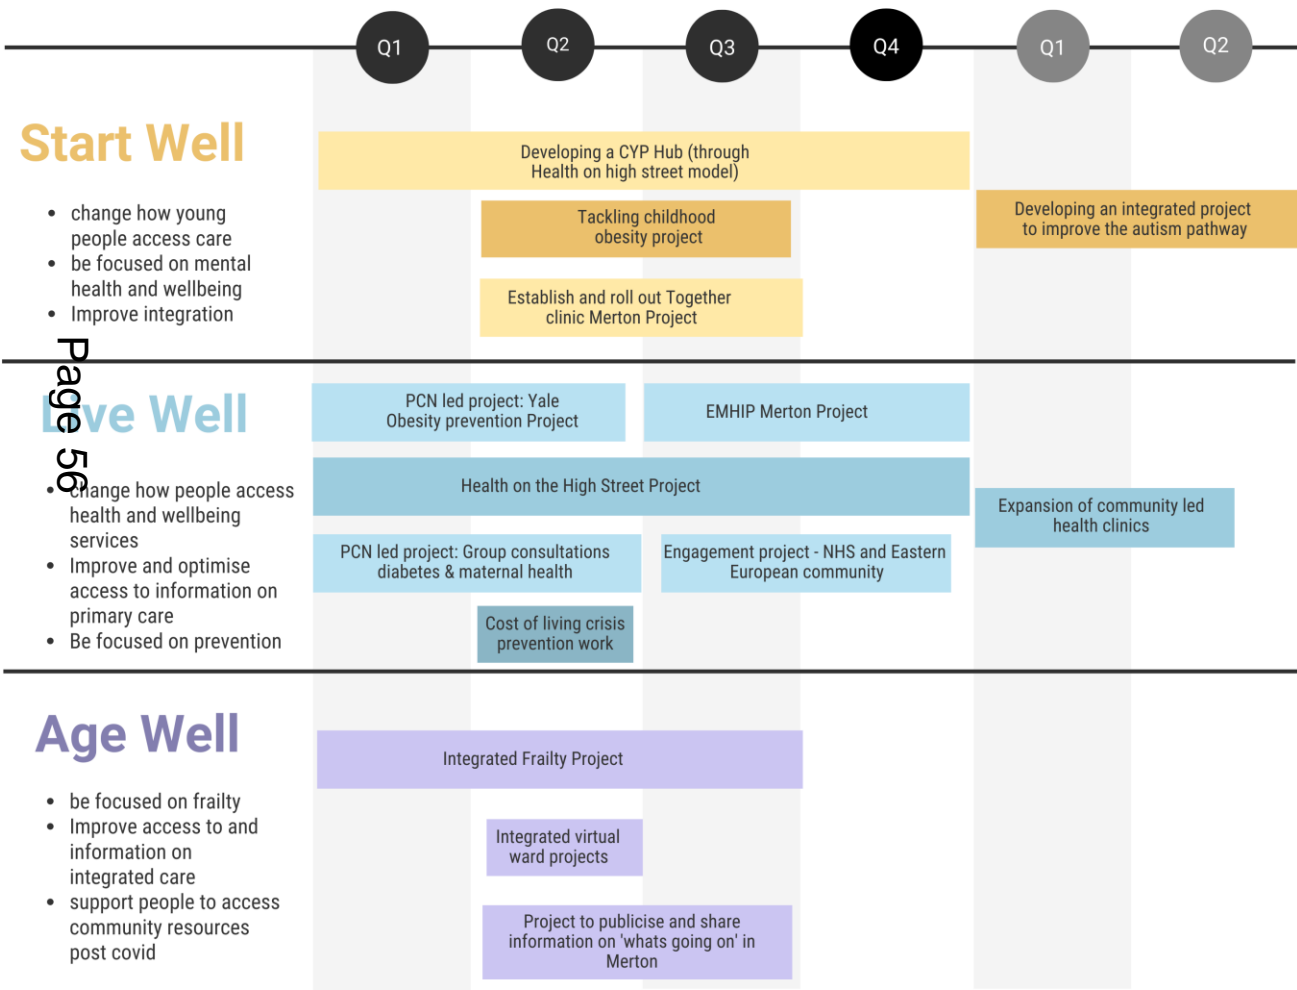 Q1
Q2
Q3
Q4
Q1
Q2
Start Well
• change how young
people access care
• be focused on mental
health and wellbeing
• Improve integration
Developing a CYP Hub (through
Health on high street model)
Tackling childhood
obesity project
Establish and roll out Together
clinic Merton Project
Developing an integrated project
to improve the autism pathway
Page 56
Live Well
• change how people access
health and wellbeing
services
• Improve and optimise
access to information on
primary care
• Be focused on prevention
PCN led project: Yale
Obesity prevention Project
EMHIP Merton Project
Health on the High Street Project
Expansion of community led
health clinics
PCN led project: Group consultations
diabetes & maternal health
Engagement project - NHS and Eastern
European community
Cost of living crisis
prevention work
Age Well
• be focused on frailty
• Improve access to and
information on
integrated care
• support people to access
community resources
post covid
Integrated Frailty Project
Integrated virtual
ward projects
Project to publicise and share
information on 'whats going on' in
Merton